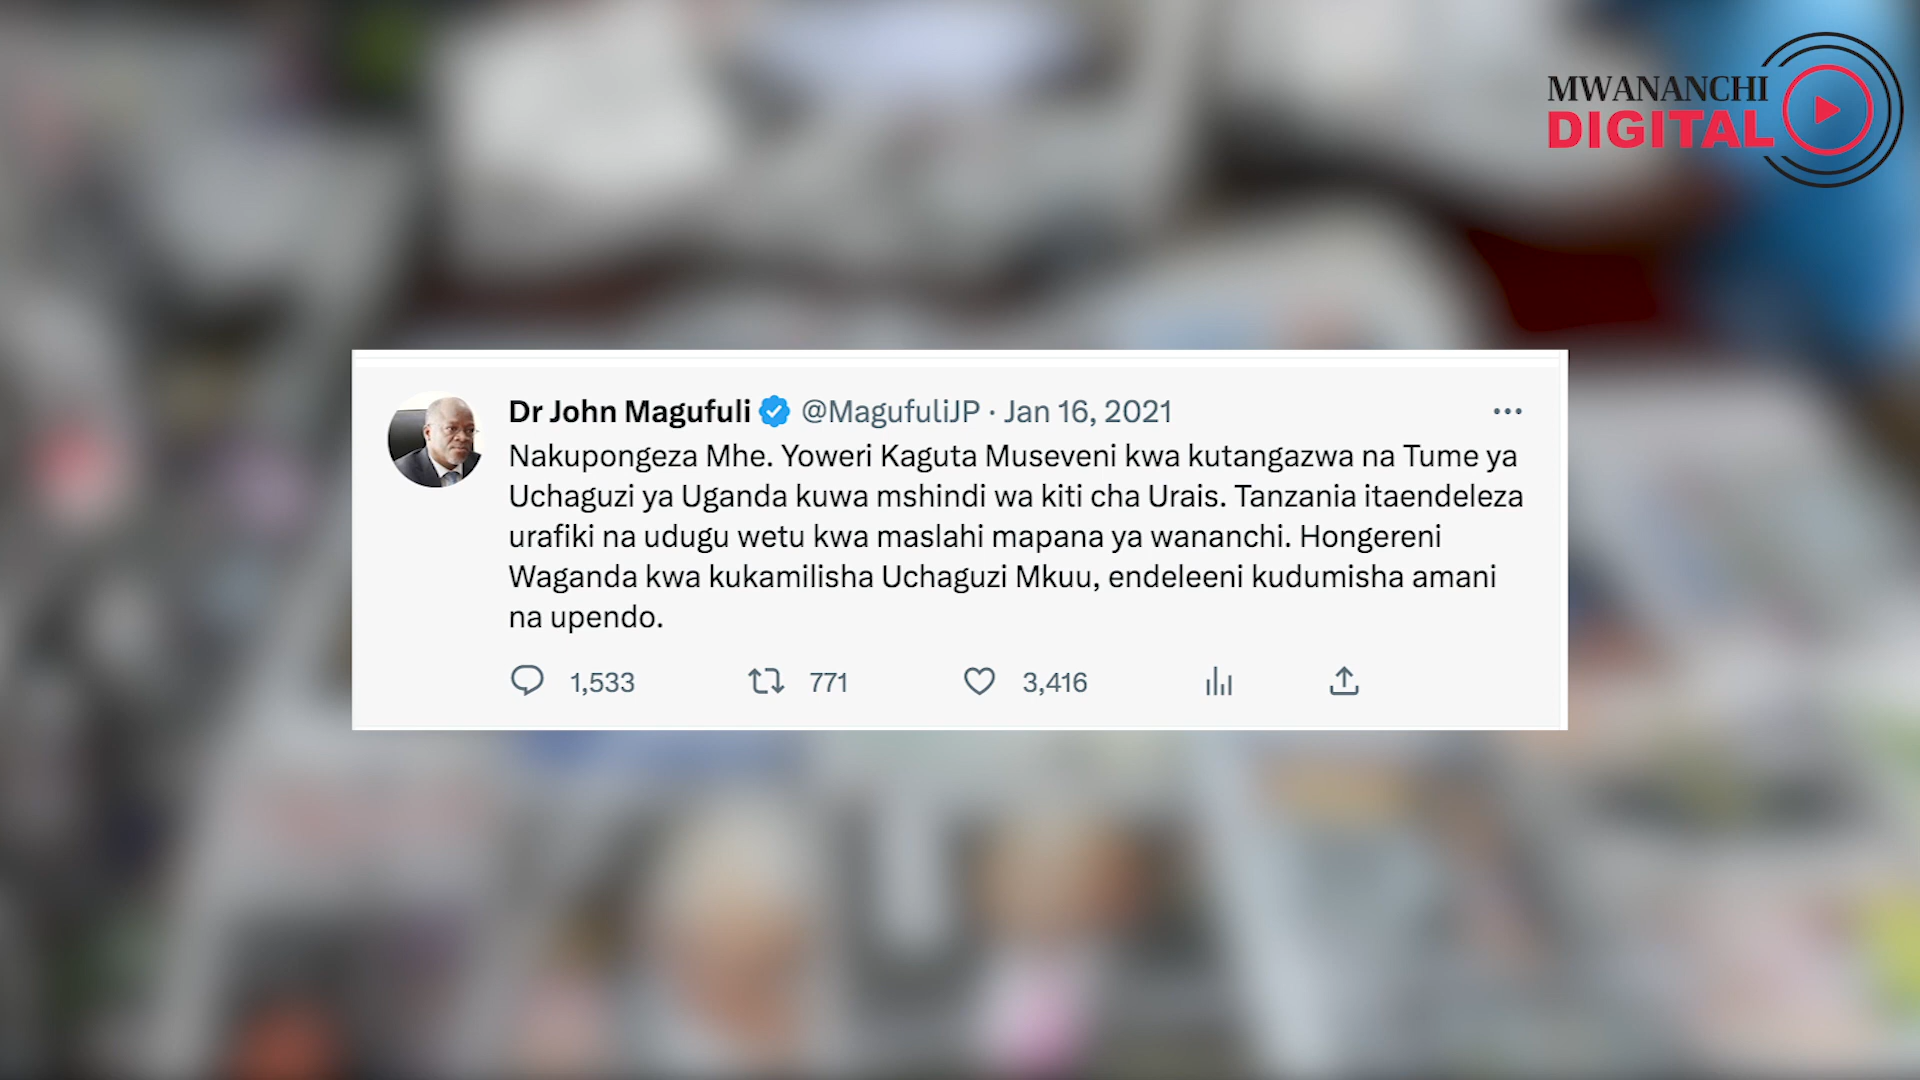 MWANANCHI
DIGITAL
Dr John Magufuli @MagufuliJP · Jan 16, 2021
Nakupongeza Mhe. Yoweri Kaguta Museveni kwa kutangazwa na Tume ya
Uchaguzi ya Uganda kuwa mshindi wa kiti cha Urais. Tanzania itaendeleza
urafiki na udugu wetu kwa maslahi mapana ya wananchi. Hongereni
Waganda kwa kukamilisha Uchaguzi Mkuu, endeleeni kudumisha amani
na upendo.
1,533 771 3,416